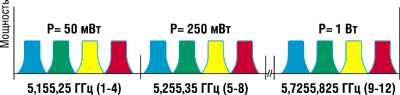 Мощность
P= 50 мВт
P= 250 мВт
P= 1 Вт
5,155,25 ГГц (1-4)
5,255,35 ГГц (5-8)
5,7255,825 ГГц (9-12)